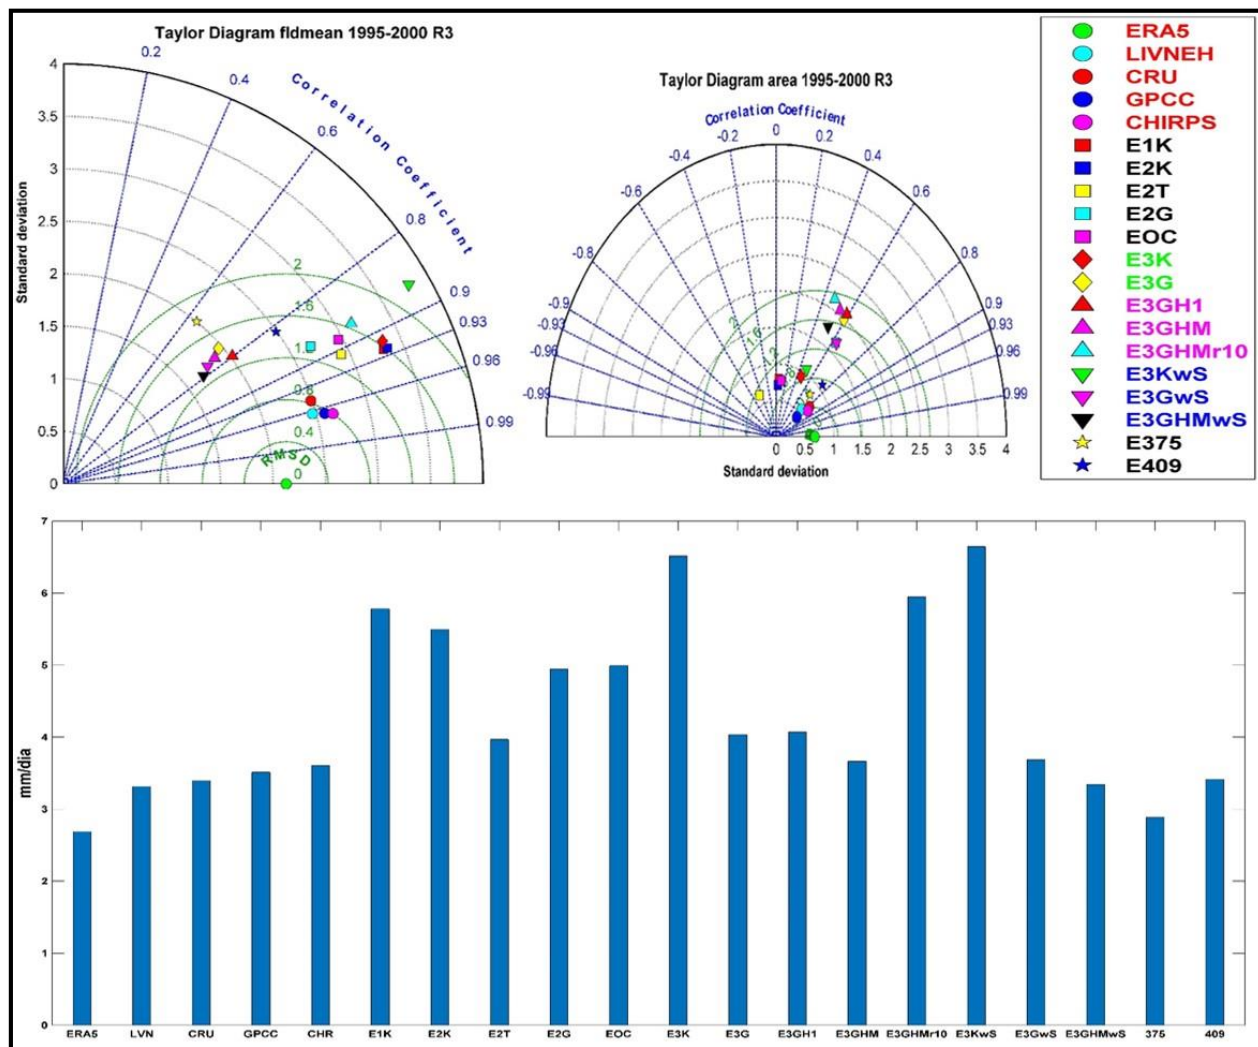 Taylor Diagram fldmean 1995-2000 R3
Standard deviation
4
3.5
3
2.5
2
1.5
1
0.5
0
0.2
0.4
0.6
0.8
0.9
0.93
0.96
0.99
Correlation Coefficient
2
1.6
1.2
0.8
0.4
0
RMSD
Taylor Diagram area 1995-2000 R3
Correlation Coefficient
-0.99
-0.96
-0.93
-0.9
-0.8
-0.6
-0.4
-0.2
0
0.2
0.4
0.6
0.8
0.9
0.93
0.96
0.99
2
1.6
0 0.5 1 1.5 2 2.5 3 3.5 4
Standard deviation
ERA5
LIVNEH
CRU
GPCC
CHIRPS
E1K
E2K
E2T
E2G
EOC
E3K
E3G
E3GH1
E3GHM
E3GHMr10
E3KwS
E3GwS
E3GHMwS
E375
E409
mm/dia
7
6
5
4
3
2
1
0
ERA5 LVN CRU GPCC CHR E1K E2K E2T E2G EOC E3K E3G E3GH1 E3GHM E3GHMr10 E3KwS E3GwS E3GHMwS 375 409